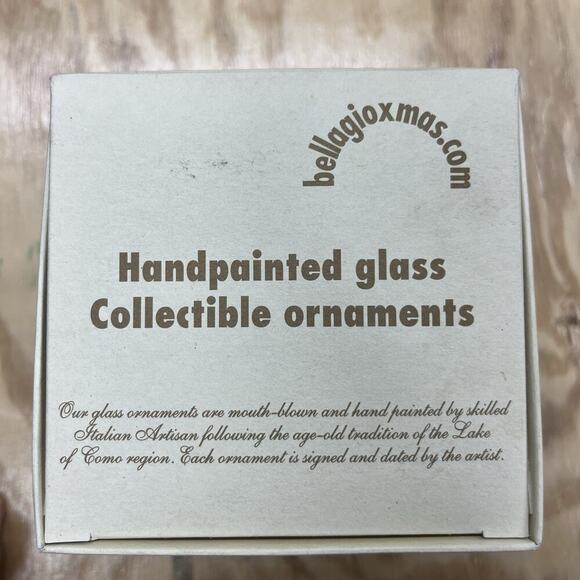 bellagioxmas.com
Handpainted glass
Collectible ornaments
Our glass ornaments are mouth-blown and hand painted by skilled
Italian Artisan following the age-old tradition of the Lake
of Como region. Each ornament is signed and dated by the artist.